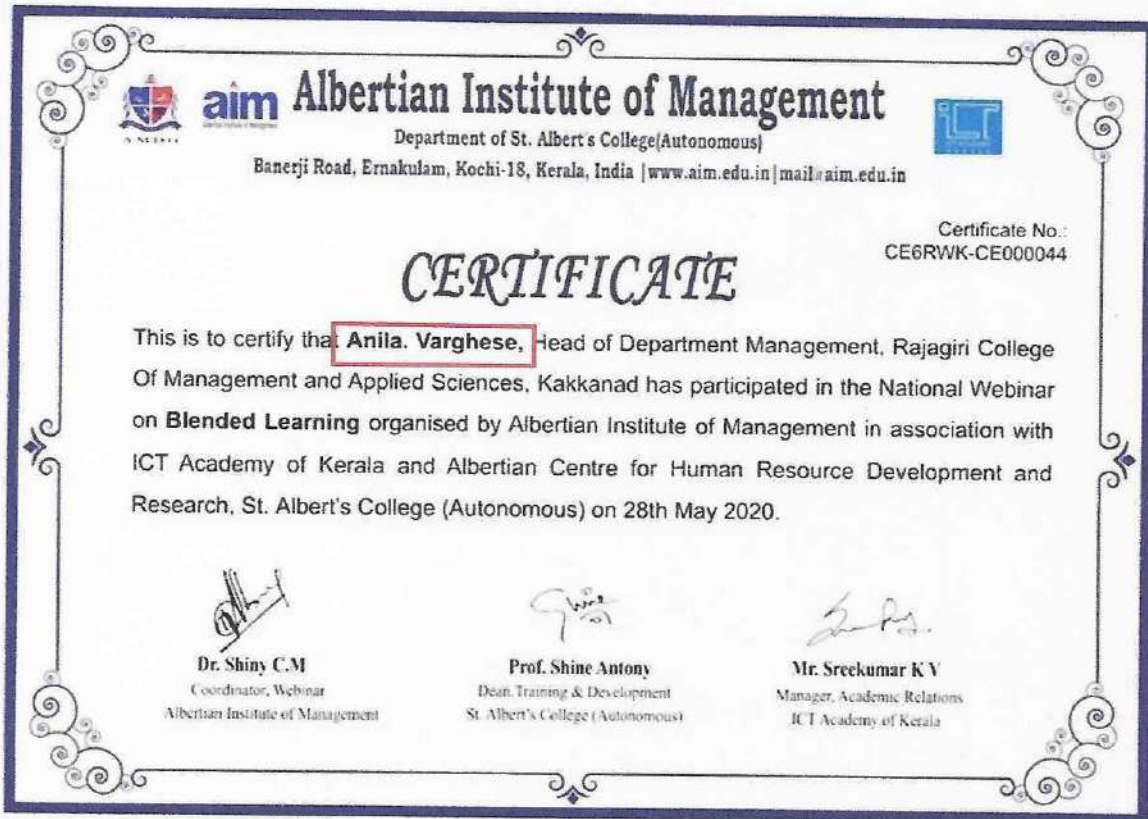 aim Albertian Institute of Management
Department of St. Albert's College(Autonomous)
Banerji Road, Ernakulam, Kochi-18, Kerala, India |www.aim.edu.in|mail@aim.edu.in
Certificate No.:
CE6RWK-CE000044
CERTIFICATE
This is to certify that Anila. Varghese, Head of Department Management, Rajagiri College
Of Management and Applied Sciences, Kakkanad has participated in the National Webinar
on Blended Learning organised by Albertian Institute of Management in association with
ICT Academy of Kerala and Albertian Centre for Human Resource Development and
Research, St. Albert's College (Autonomous) on 28th May 2020.
Dr. Shiny C.M Prof. Shine Antony Mr. Sreekumar K V
Coordinator, Webinar Dean, Training & Development Manager, Academic Relations
Albertian Institute of Management St. Albert's College (Autonomous) ICT Academy of Kerala